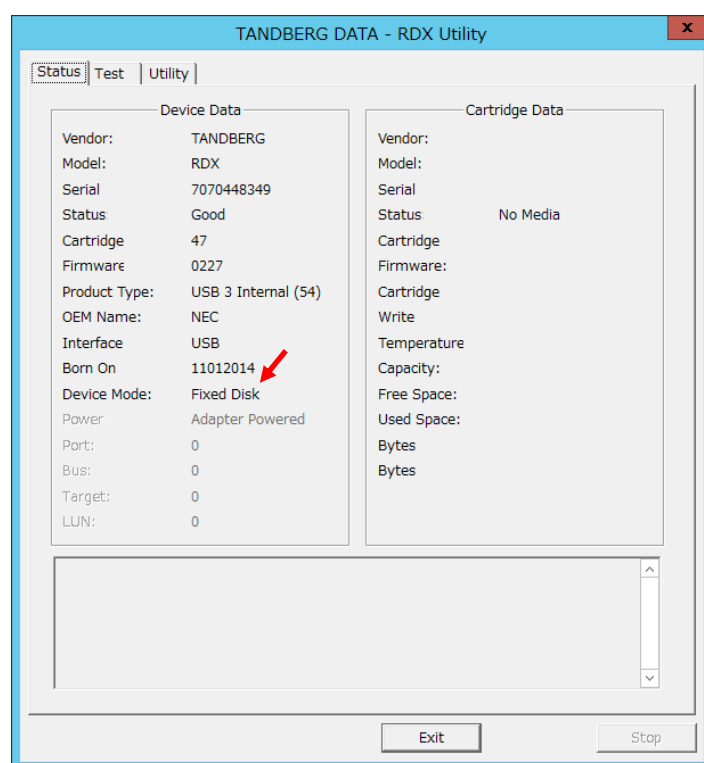 TANDBERG DATA - RDX Utility
x
Status Test Utility
Device Data
Vendor: TANDBERG
Model: RDX
Serial 7070448349
Status Good
Cartridge 47
Firmware 0227
Product Type: USB 3 Internal (54)
OEM Name: NEC
Interface USB
Born On 11012014
Device Mode: Fixed Disk
Power Adapter Powered
Port: 0
Bus: 0
Target: 0
LUN: 0
Cartridge Data
Vendor:
Model:
Serial
Status No Media
Cartridge
Firmware:
Cartridge
Write
Temperature
Capacity:
Free Space:
Used Space:
Bytes
Bytes
Exit Stop